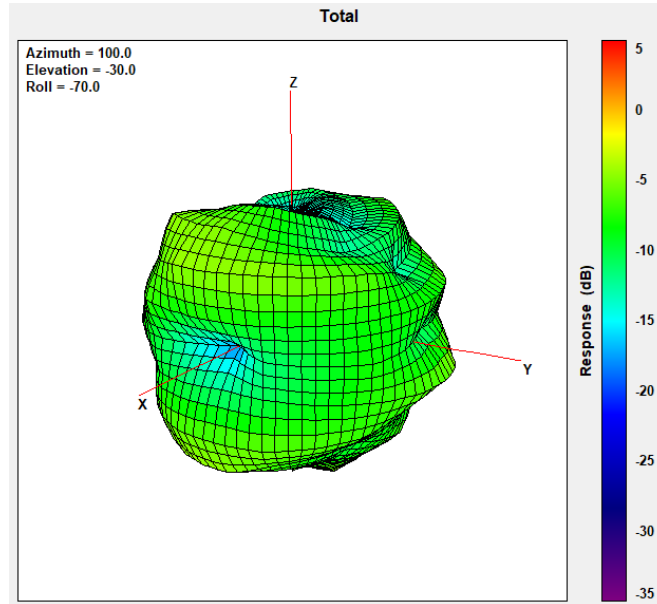 Total
Azimuth = 100.0
Elevation = -30.0
Roll = -70.0
Z
X
Y
5
0
-5
-10
-15
-20
-25
-30
-35
Response (dB)